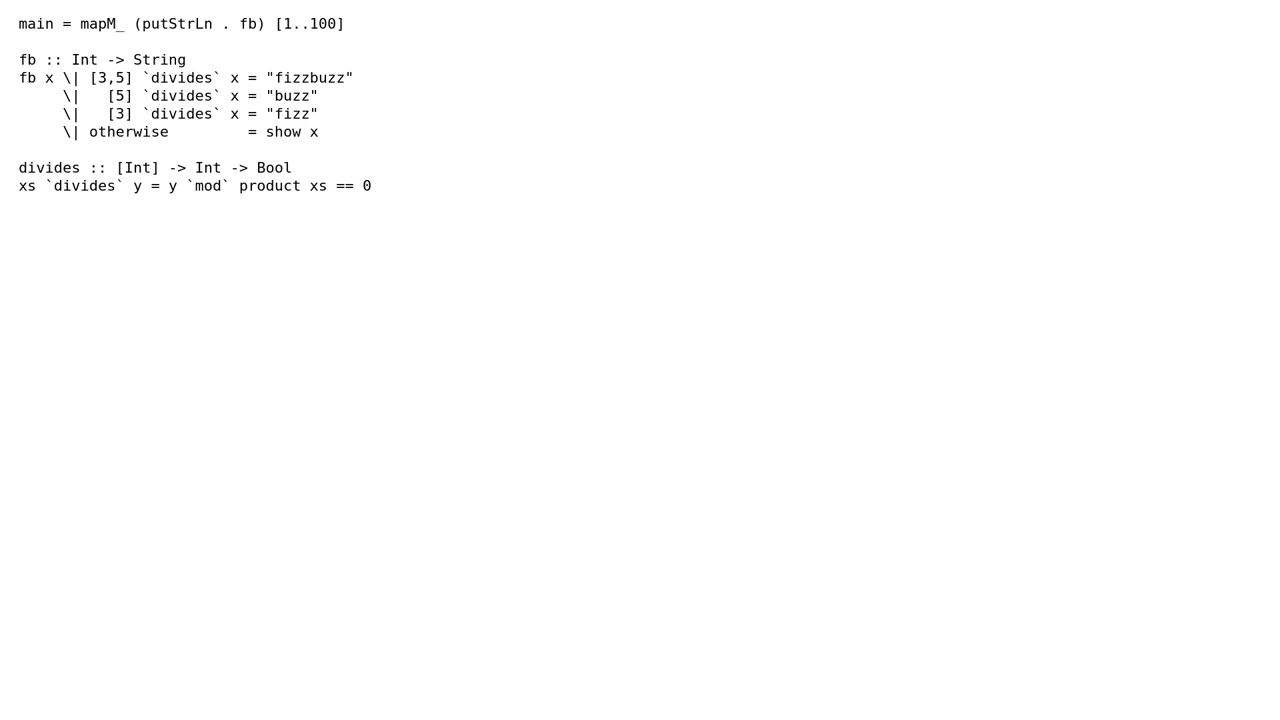 main = mapM_ (putStrLn . fb) [1..100]

fb :: Int -> String
fb x \| [3,5] `divides` x = "fizzbuzz"
     \|   [5] `divides` x = "buzz"
     \|   [3] `divides` x = "fizz"
     \| otherwise         = show x

divides :: [Int] -> Int -> Bool
xs `divides` y = y `mod` product xs == 0